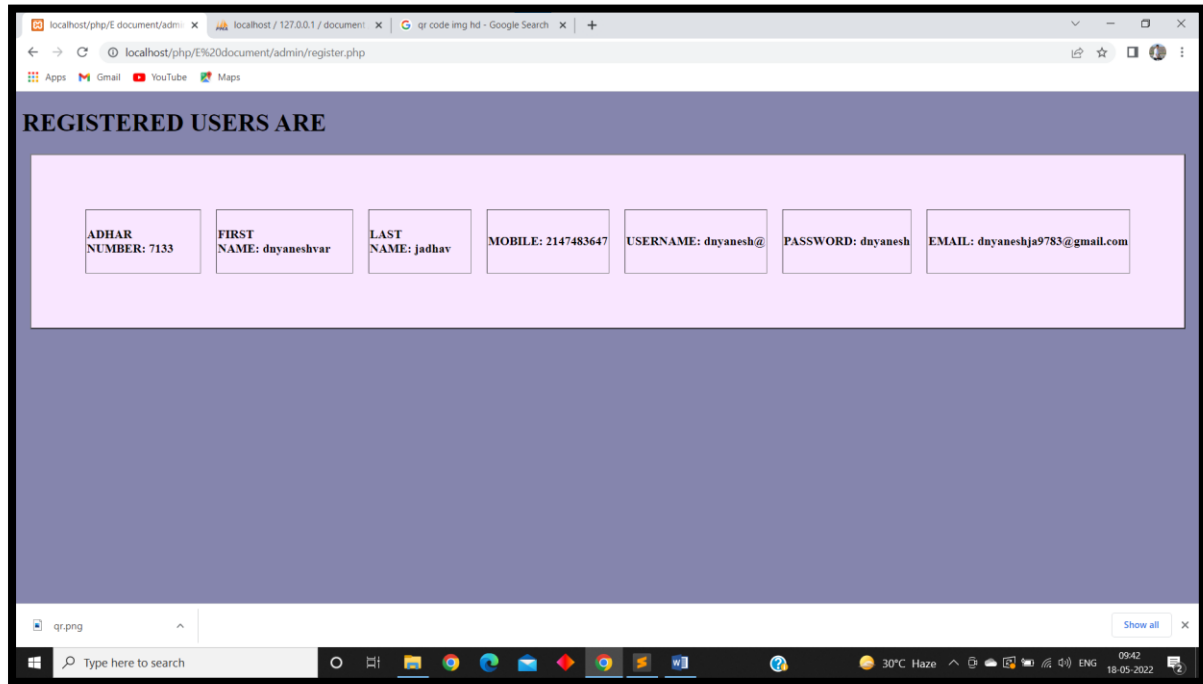 localhost/php/E document/admi
localhost / 127.0.0.1 / document
qr code img hd - Google Search
localhost/php/E%20document/admin/register.php
Apps Gmail YouTube Maps
REGISTERED USERS ARE
ADHAR
NUMBER: 7133
FIRST
NAME: dnyaneshvar
LAST
NAME: jadhav
MOBILE: 2147483647
USERNAME: dnyanesh@
PASSWORD: dnyanesh
EMAIL: dnyaneshja9783@gmail.com
qr.png
Show all
Type here to search
30°C Haze
ENG
09:42
18-05-2022
2